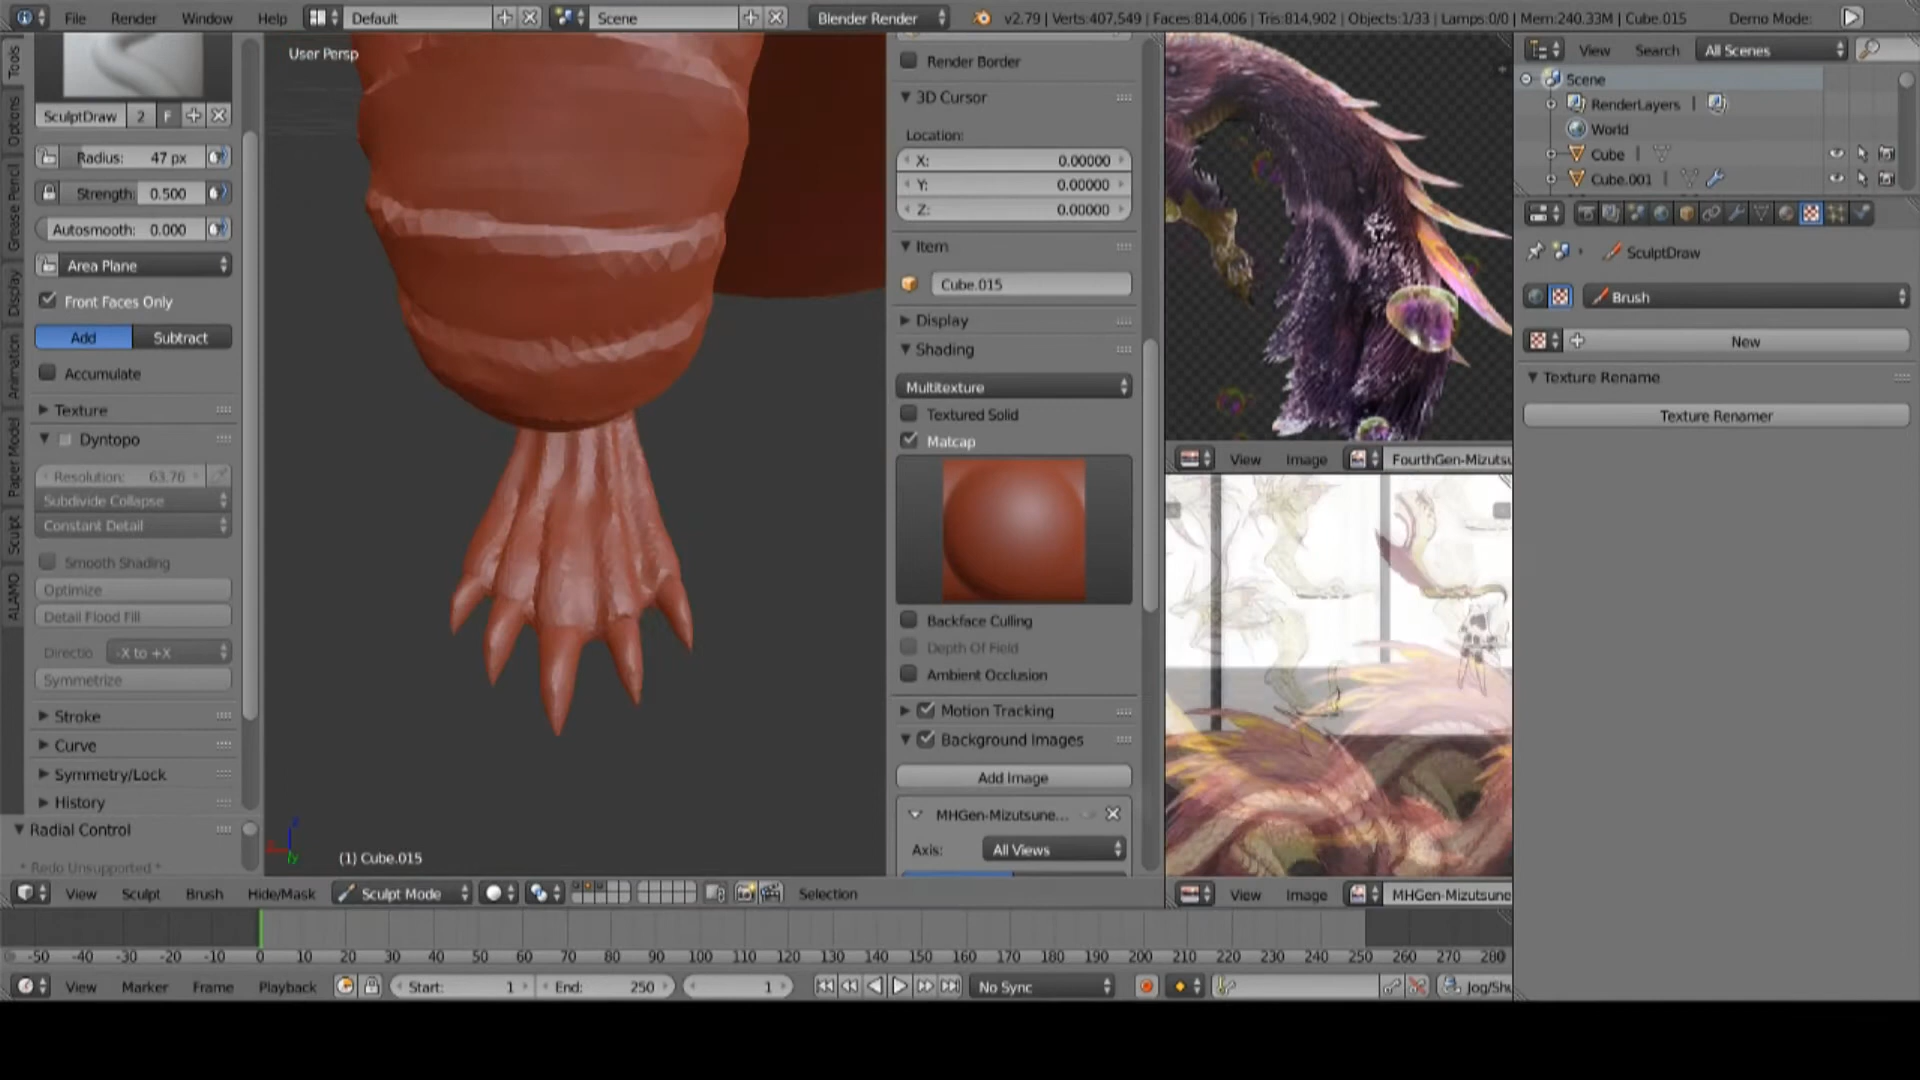 File Render Window Help Default Scene Blender Render v2.79 | Verts:407,549 | Faces:814,006 | Tris:814,902 | Objects:1/33 | Lamps:0/0 | Mem:240.33M | Cube.015 Demo Mode:
Tools
Options
Grease Pencil
Display
Animation
Paper Model
Sculpt
ALAMO
SculptDraw 2 F
Radius: 47 px
Strength: 0.500
Autosmooth: 0.000
Area Plane
Front Faces Only
Add Subtract
Accumulate
Texture
Dyntopo
Resolution: 63.76
Subdivide Collapse
Constant Detail
Smooth Shading
Optimize
Detail Flood Fill
Directio -X to +X
Symmetrize
Stroke
Curve
Symmetry/Lock
History
Radial Control
* Redo Unsupported *
User Persp
(1) Cube.015
Render Border
3D Cursor
Location:
X: 0.00000
Y: 0.00000
Z: 0.00000
Item
Cube.015
Display
Shading
Multitexture
Textured Solid
Matcap
Backface Culling
Depth Of Field
Ambient Occlusion
Motion Tracking
Background Images
Add Image
MHGen-Mizutsune...
Axis: All Views
View Image FourthGen-Mizutsu
View Image MHGen-Mizutsune
View Search All Scenes
Scene
RenderLayers |
World
Cube |
Cube.001 |
SculptDraw
Brush
New
Texture Rename
Texture Renamer
View Sculpt Brush Hide/Mask Sculpt Mode Selection
-50 -40 -30 -20 -10 0 10 20 30 40 50 60 70 80 90 100 110 120 130 140 150 160 170 180 190 200 210 220 230 240 250 260 270 280
View Marker Frame Playback Start: 1 End: 250 1 No Sync Jog/Shu